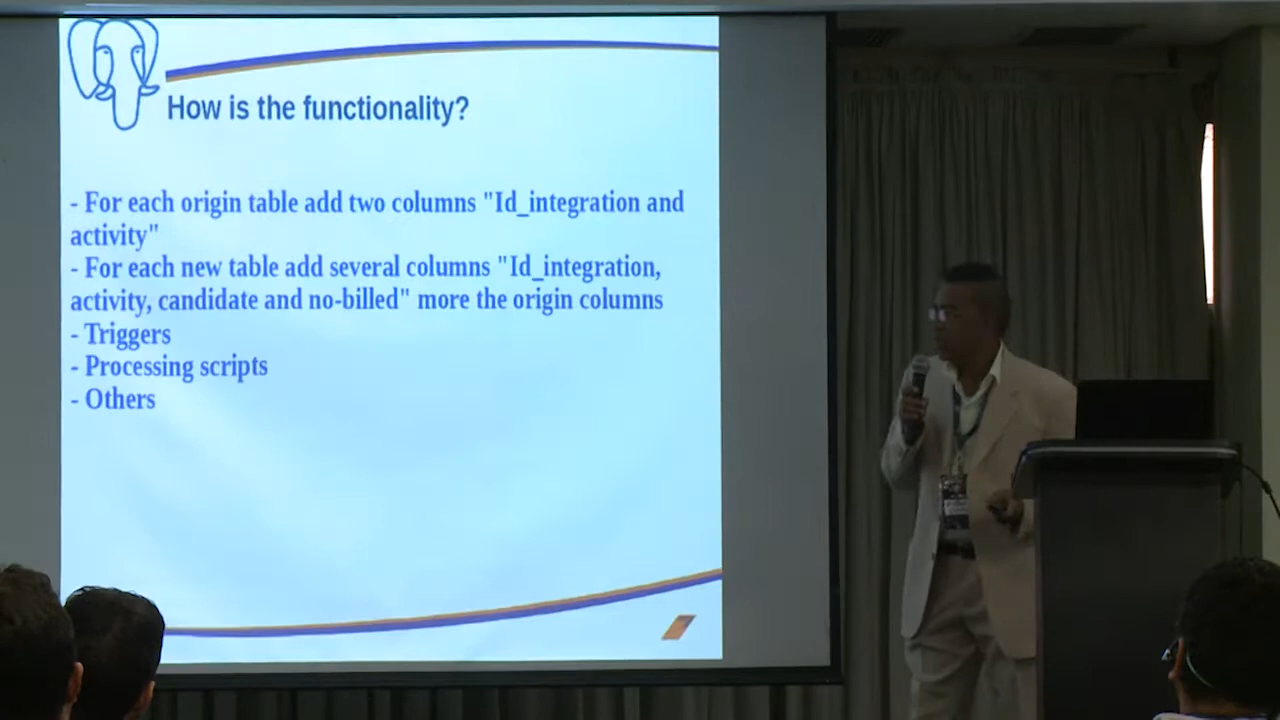 How is the functionality?
- For each origin table add two columns "Id_integration and
activity"
- For each new table add several columns "Id_integration,
activity, candidate and no-billed" more the origin columns
- Triggers
- Processing scripts
- Others